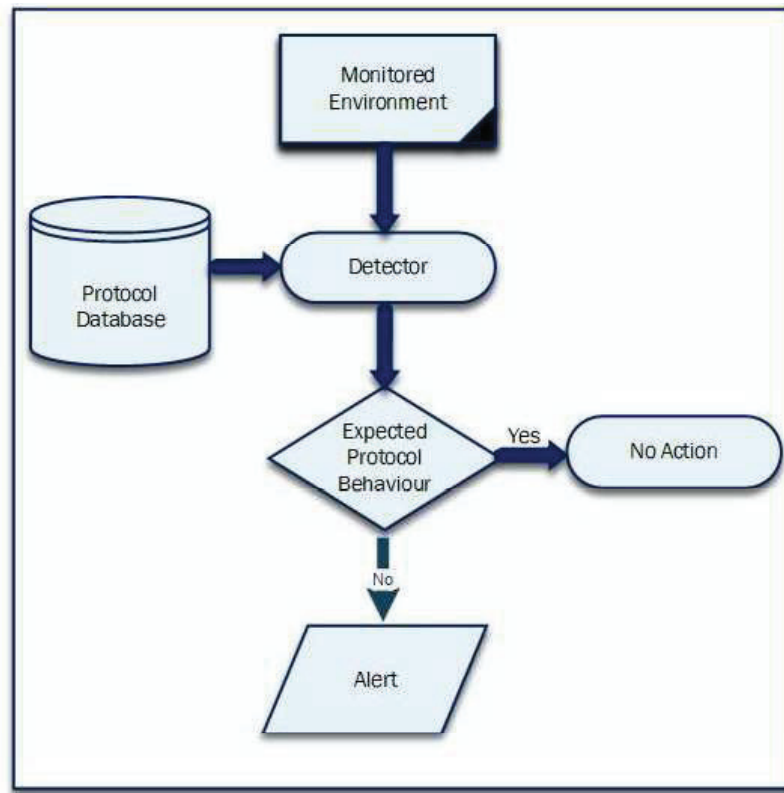 Monitored
Environment
Detector
Protocol
Database
Expected
Protocol
Behaviour
Yes
No Action
No
Alert